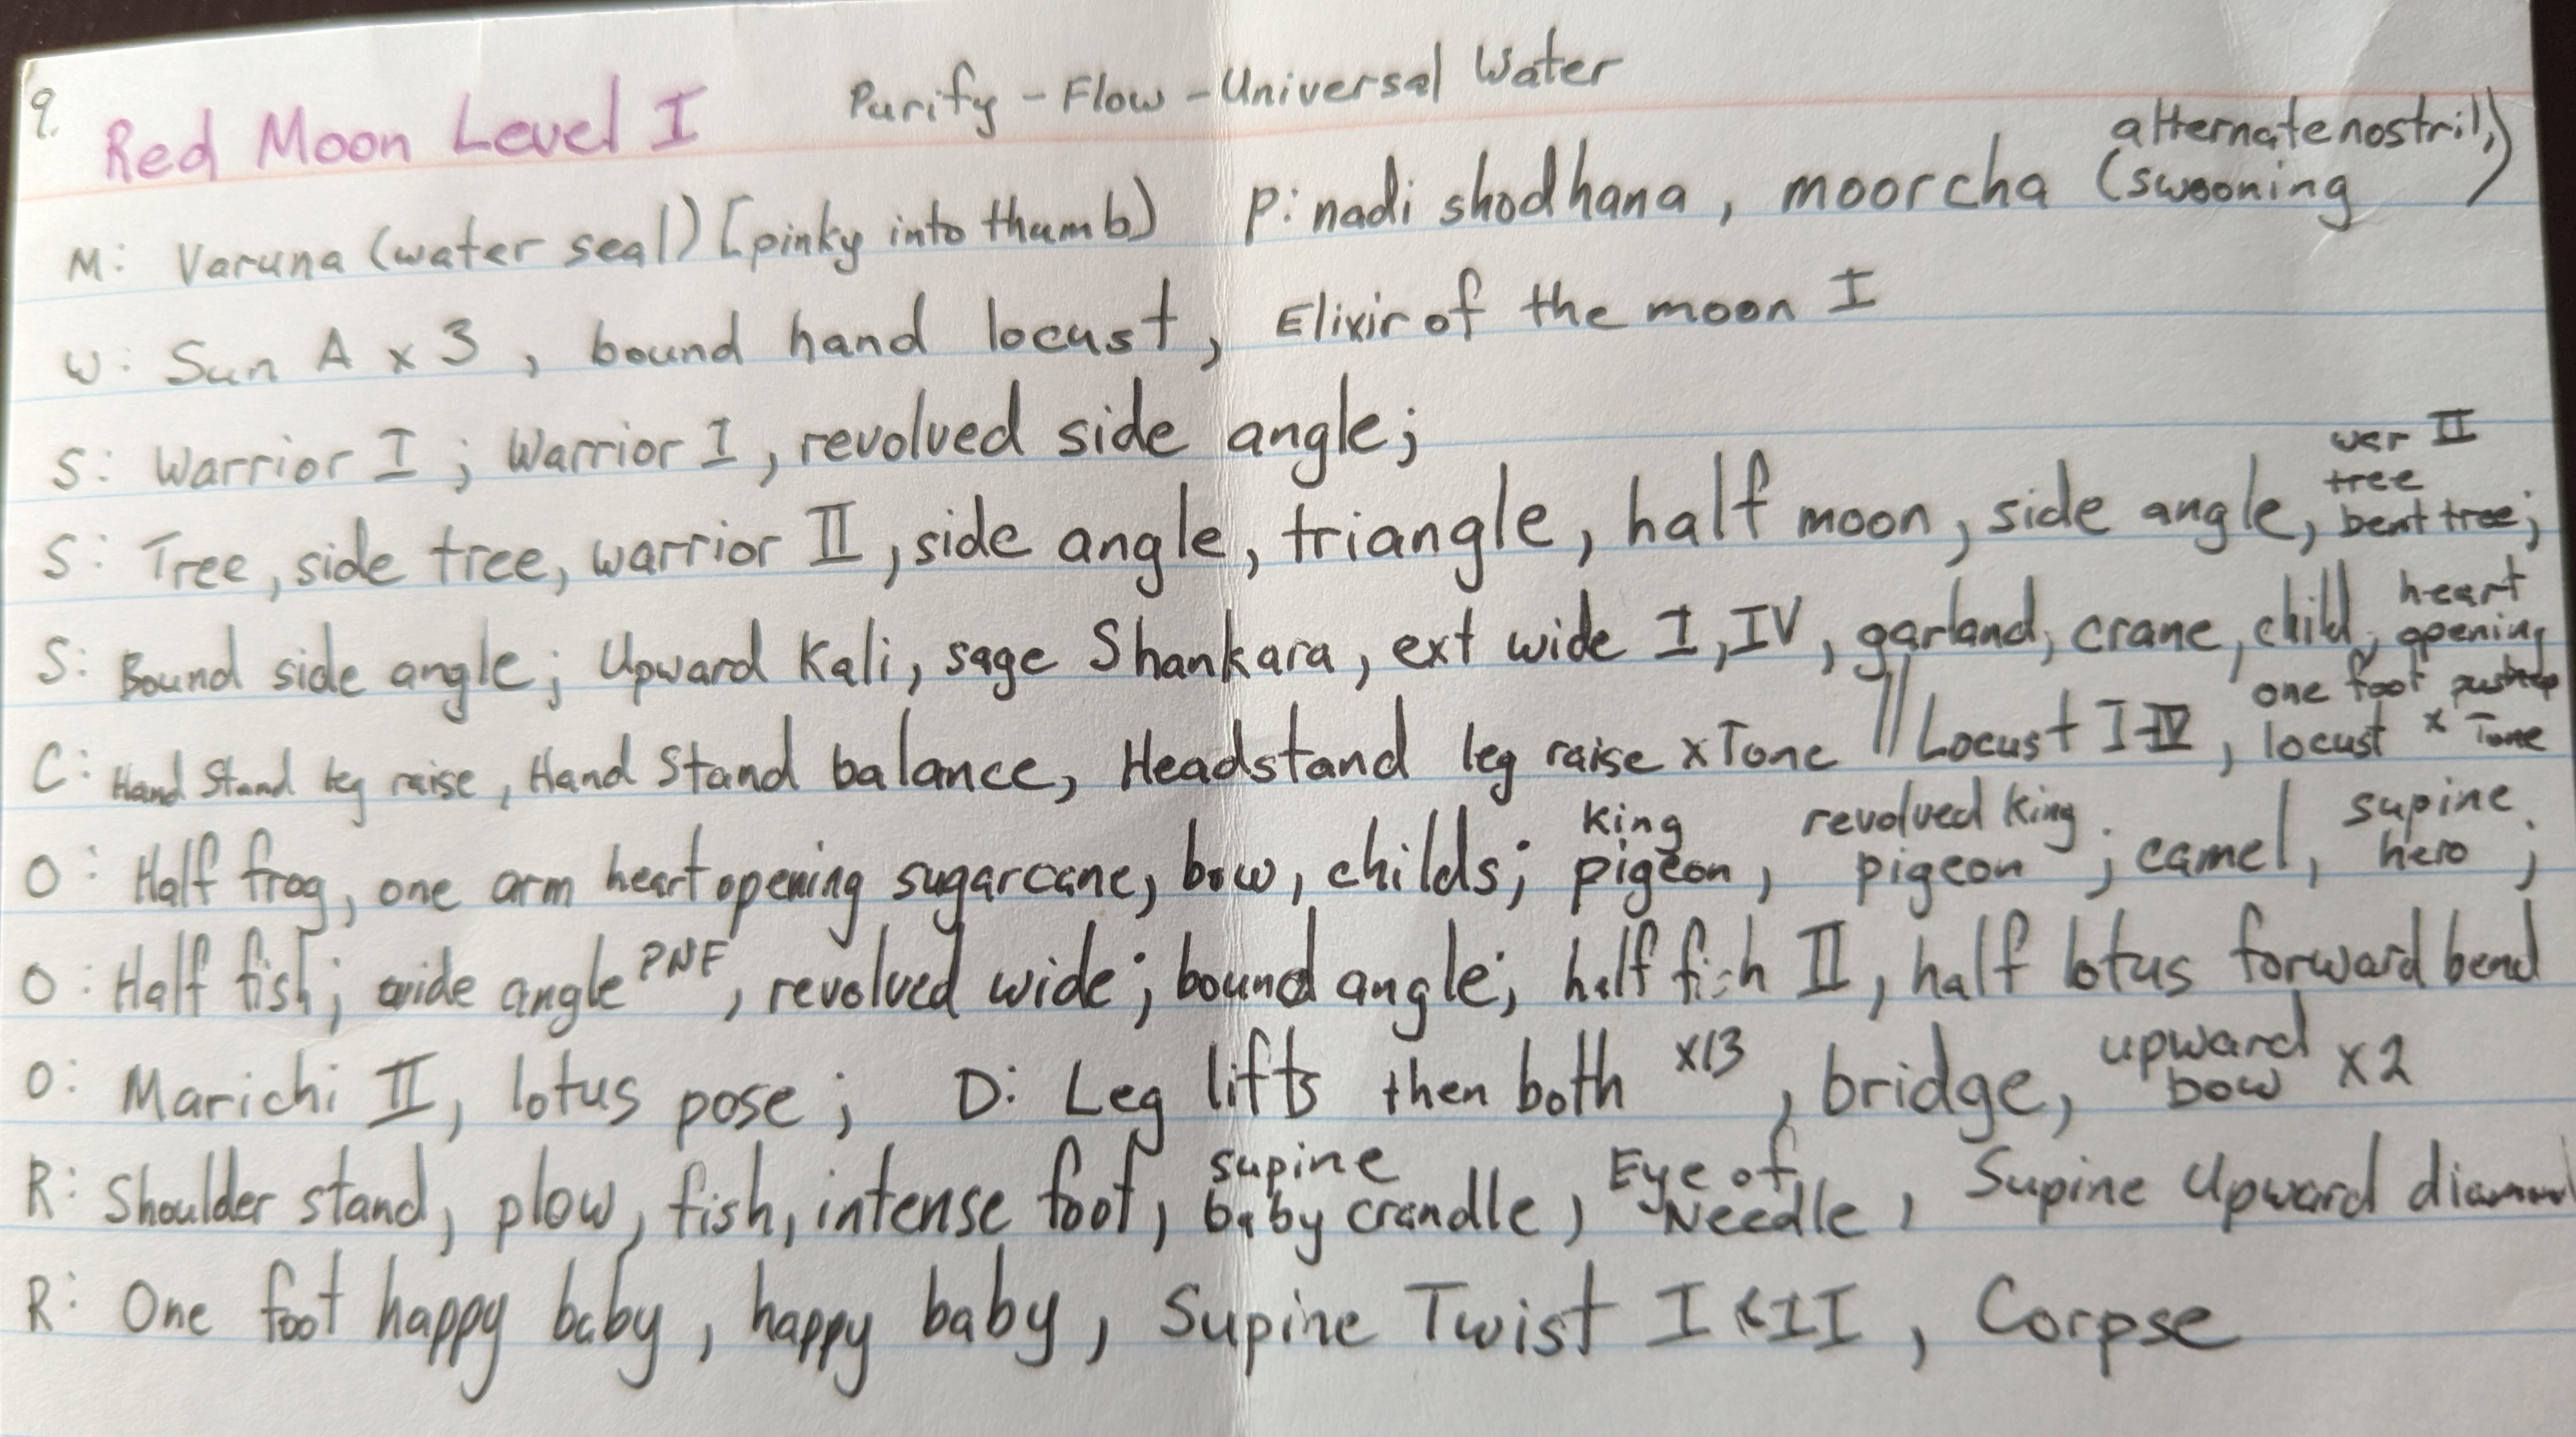 9. Red Moon Level I Purify - Flow - Universal Water
M: Varuna (water seal) [pinky into thumb) P: nadi shodhana, moorcha (alternate nostril, swooning)
W: Sun A x 3, bound hand locust, Elixir of the moon I
S: Warrior I; Warrior I, revolved side angle;
S: Tree, side tree, warrior II, side angle, triangle, half moon, side angle, war II tree bent tree;
S: Bound side angle; Upward Kali, sage Shankara, ext wide I, IV, garland, crane, child, heart opening
C: Hand Stand leg raise, Hand Stand balance, Headstand leg raise x Tone // Locust I-IV, one foot locust x Tone
O: Half frog, one arm heart opening sugarcane, bow, childs; king pigeon, revolved king pigeon; camel, supine hero;
O: Half fish; wide angle PNF, revolved wide; bound angle; half fish II, half lotus forward bend
O: Marichi II, lotus pose; D: Leg lifts then both x13, bridge, upward bow x2
R: Shoulder stand, plow, fish, intense foot, supine baby crandle, Eye of Needle, Supine Upward
R: One foot happy baby, happy baby, Supine Twist I & II, Corpse